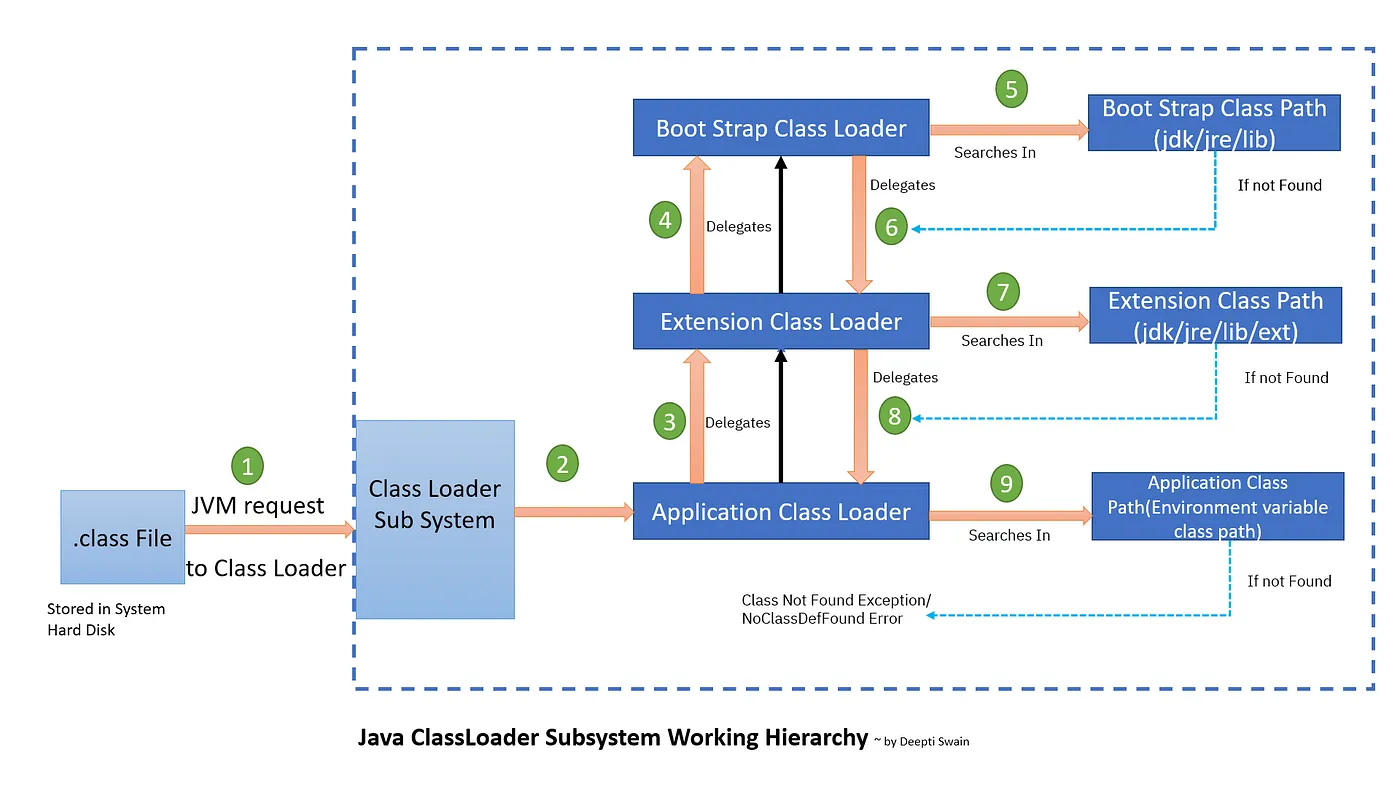 5
Boot Strap Class Loader
Boot Strap Class Path
(jdk/jre/lib)
Searches In
Delegates
If not Found
4
Delegates
6
7
Extension Class Loader
Extension Class Path
(jdk/jre/lib/ext)
Searches In
Delegates
If not Found
3
Delegates
8
1
JVM request
to Class Loader
.class File
Stored in System
Hard Disk
Class Loader
Sub System
2
9
Application Class Loader
Application Class
Path(Environment variable
class path)
Searches In
If not Found
Class Not Found Exception/
NoClassDefFound Error
Java ClassLoader Subsystem Working Hierarchy ~ by Deepti Swain